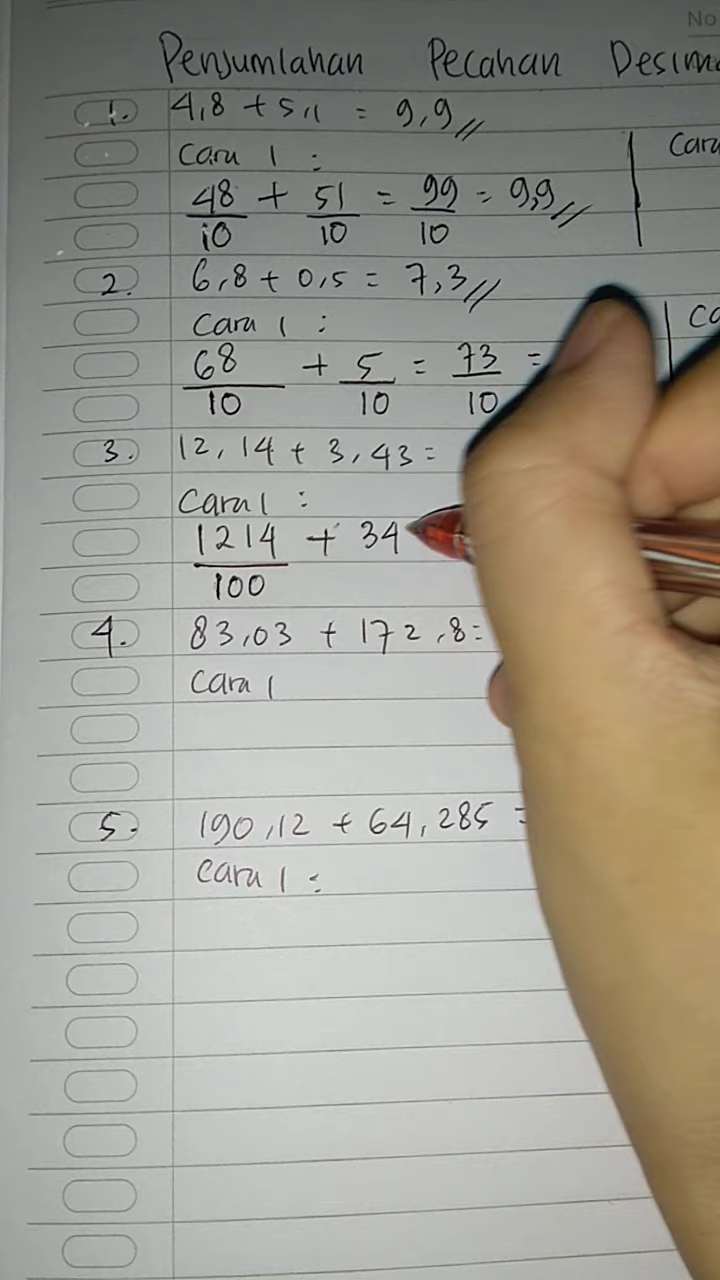 No
Penjumlahan Pecahan Desima
1. 4,8 + 5,1 = 9,9 //
Cara 1 :
Cara
48/10 + 51/10 = 99/10 = 9,9 //
2. 6,8 + 0,5 = 7,3 //
Cara 1 :
Ca
68/10 + 5/10 = 73/10 =
3. 12,14 + 3,43 =
Cara 1 :
1214/100 + 34
4. 83,03 + 172,8 =
Cara 1
5. 190,12 + 64,285 =
Cara 1 :